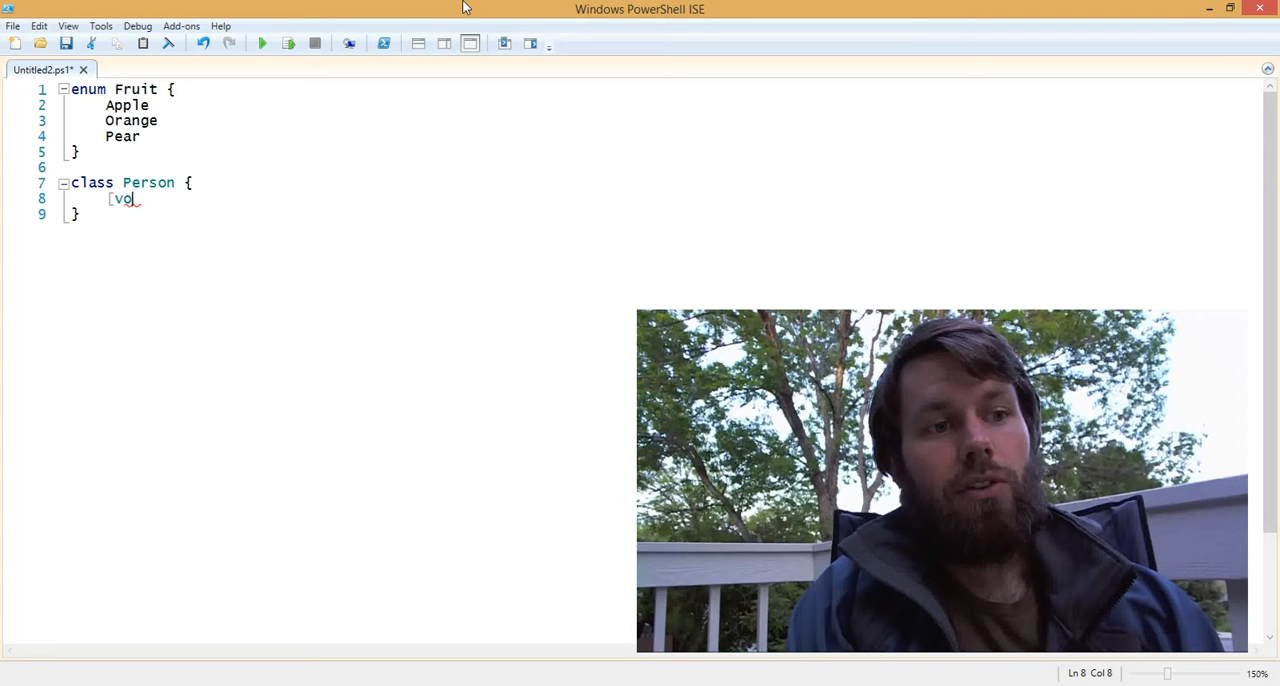 Windows PowerShell ISE
File Edit View Tools Debug Add-ons Help
Untitled2.ps1*
1 enum Fruit {
2 Apple
3 Orange
4 Pear
5 }
6
7 class Person {
8 [vo
9 }
Ln 8 Col 8 150%